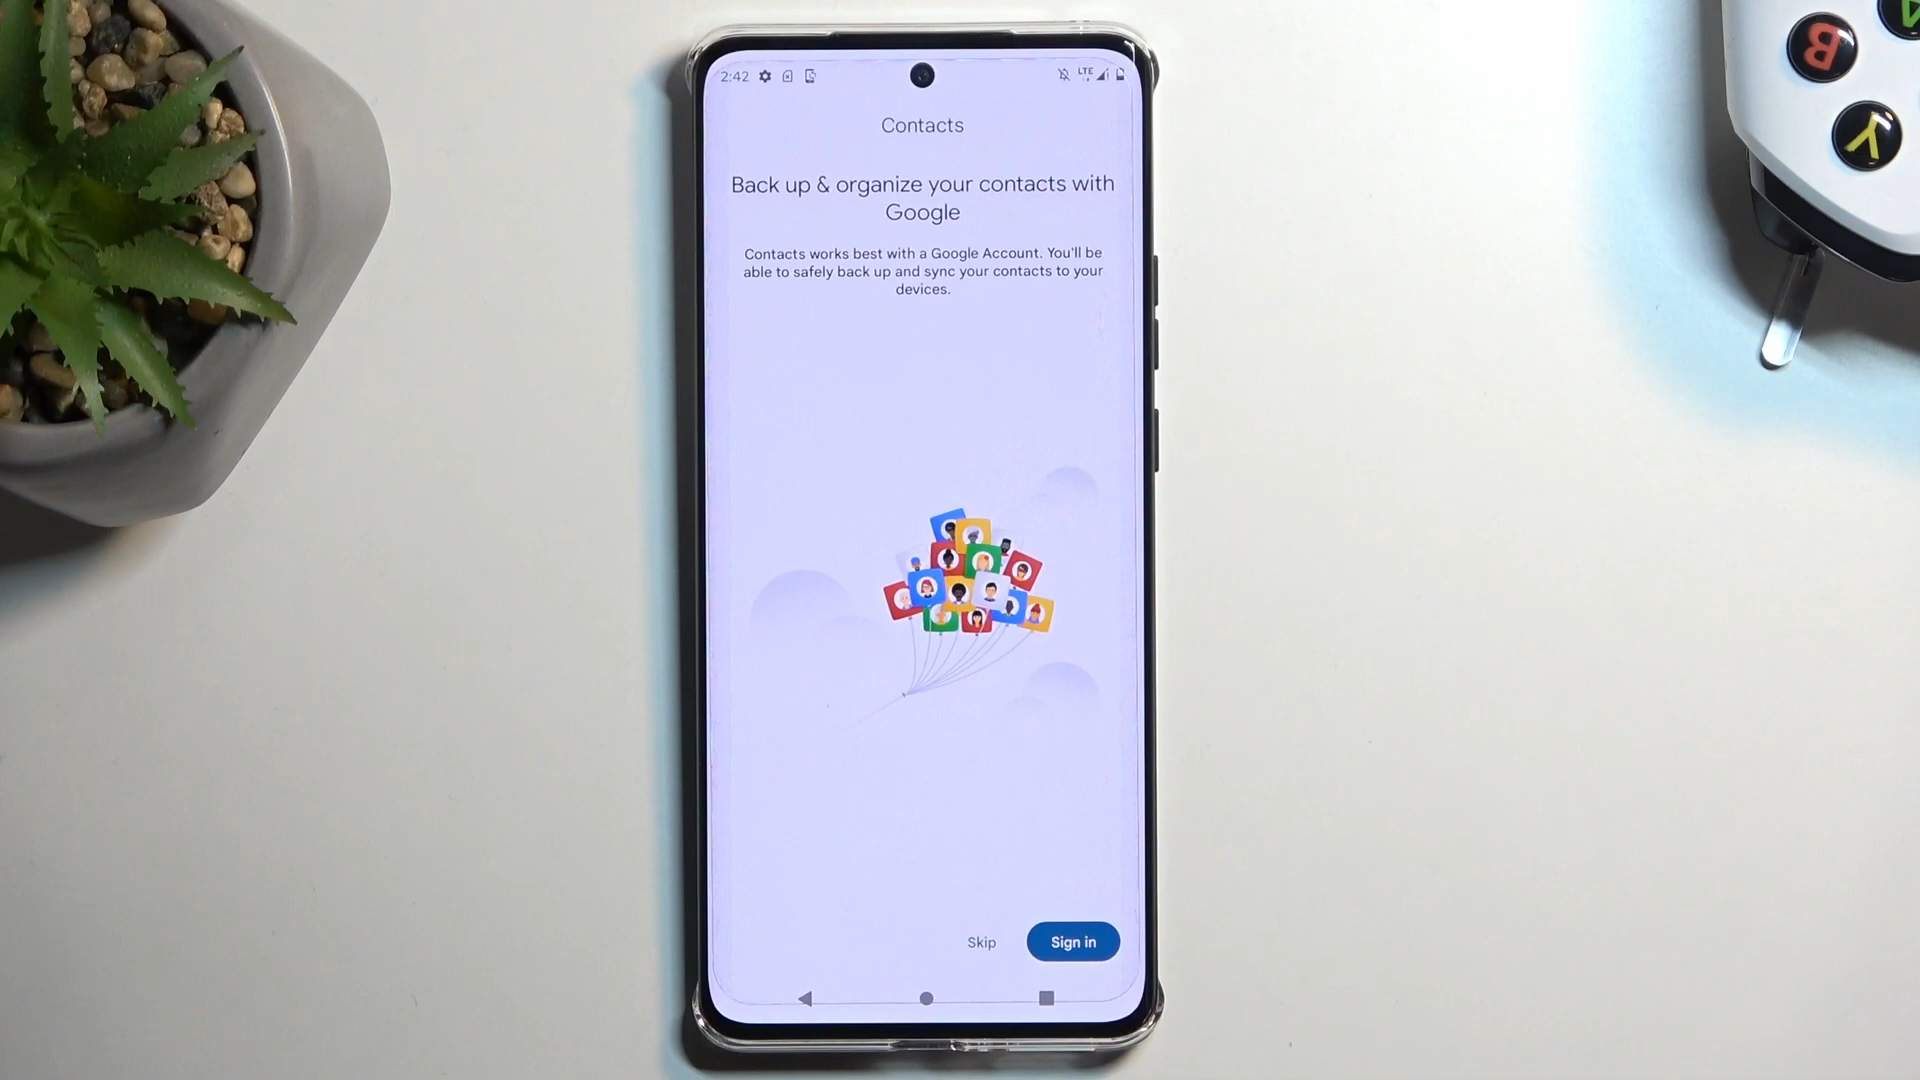 2:42
LTE
Contacts
Back up & organize your contacts with
Google
Contacts works best with a Google Account. You'll be
able to safely back up and sync your contacts to your
devices.
Skip
Sign in
B
Y